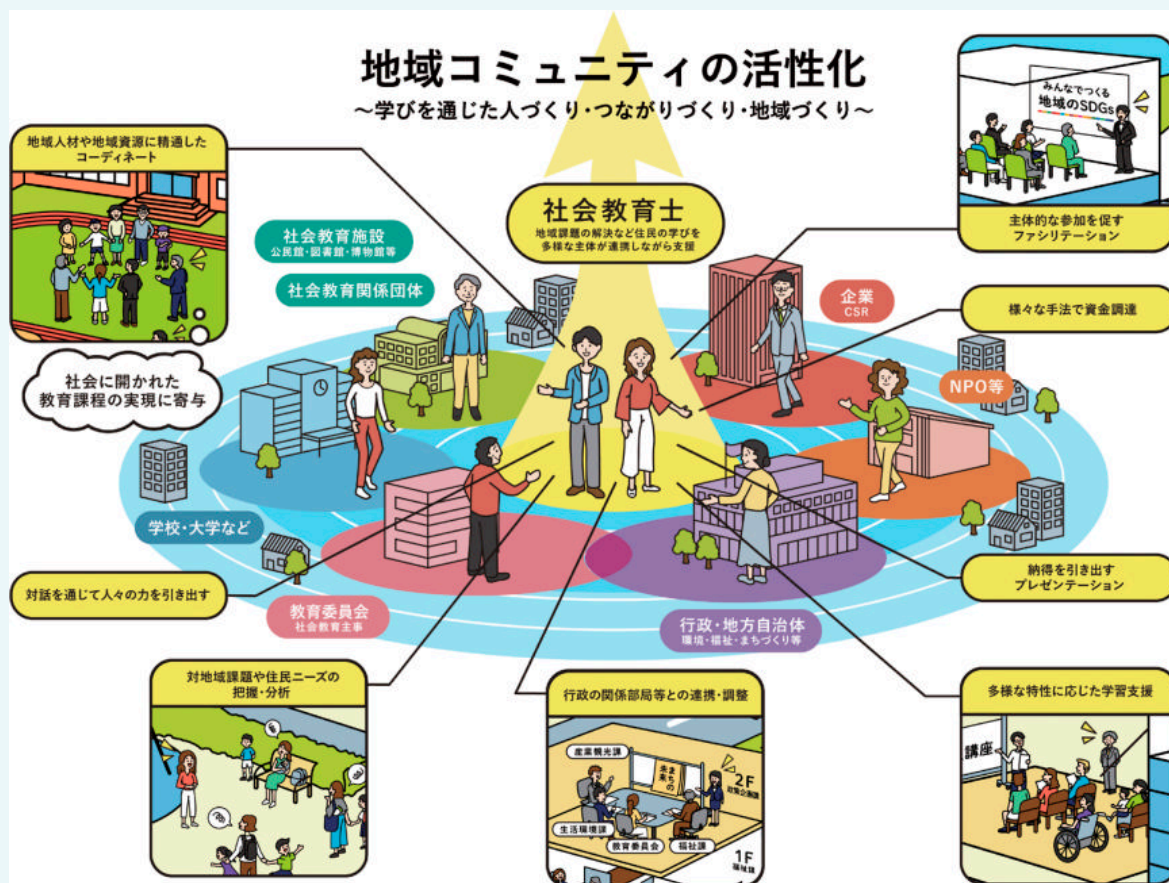 地域コミュニティの活性化
~学びを通じた人づくり・つながりづくり・地域づくり~
地域人材や地域資源に精通した
コーディネート
社会に開かれた
教育課程の実現に寄与
社会教育施設
公民館・図書館・博物館等
社会教育関係団体
社会教育士
地域課題の解決など住民の学びを
多様な主体が連携しながら支援
みんなでつくる
地域のSDGs
主体的な参加を促す
ファシリテーション
企業
CSR
様々な手法で資金調達
NPO等
学校・大学など
対話を通じて人々の力を引き出す
教育委員会
社会教育主事
行政・地方自治体
環境・福祉・まちづくり等
納得を引き出す
プレゼンテーション
対地域課題や住民ニーズの
把握・分析
行政の関係部局等との連携・調整
産業観光課
まちの
未来
2F
政策企画課
生活環境課
教育委員会
福祉課
1F
福祉課
多様な特性に応じた学習支援
講座